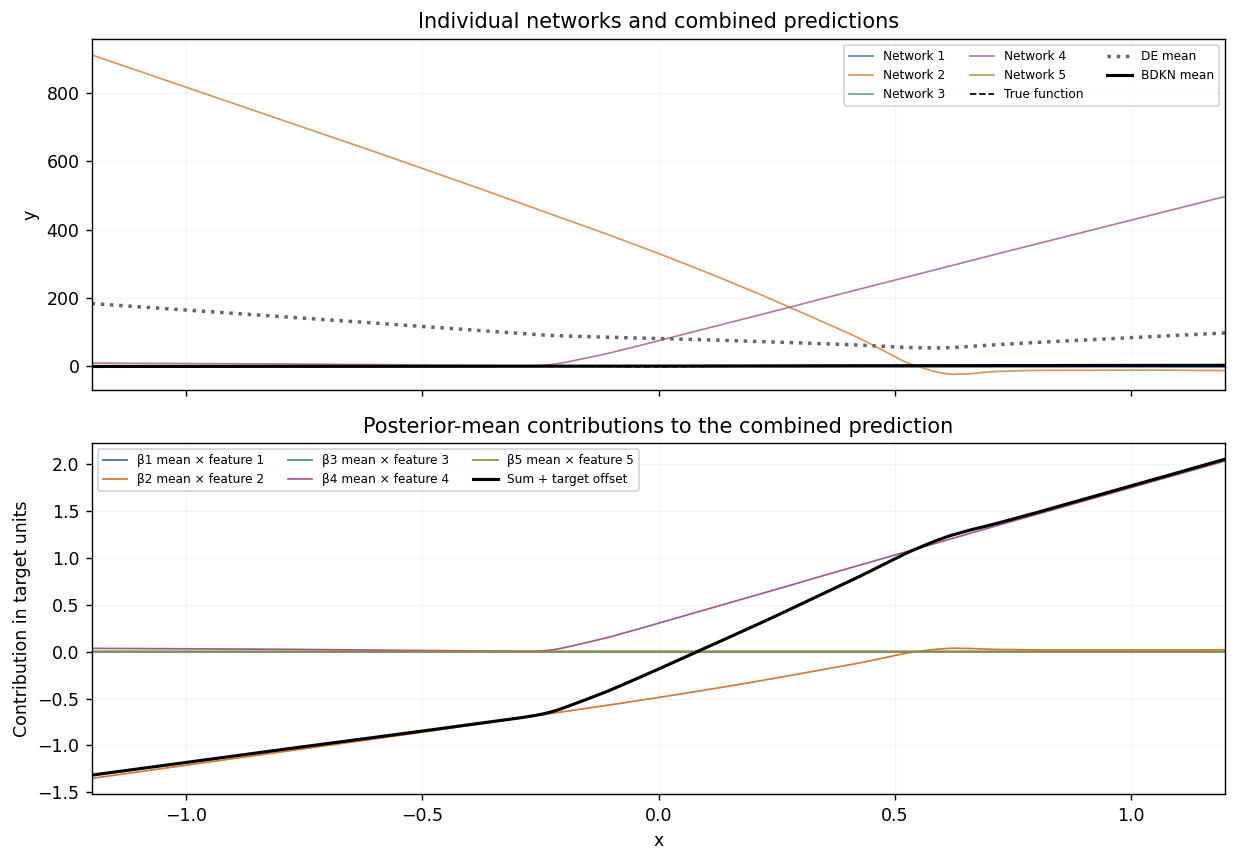 Individual networks and combined predictions
Network 1
Network 2
Network 3
Network 4
Network 5
True function
DE mean
BDKN mean
800
600
400
200
0
y
Posterior-mean contributions to the combined prediction
β1 mean × feature 1
β2 mean × feature 2
β3 mean × feature 3
β4 mean × feature 4
β5 mean × feature 5
Sum + target offset
2.0
1.5
1.0
0.5
0.0
−0.5
−1.0
−1.5
Contribution in target units
−1.0
−0.5
0.0
0.5
1.0
x